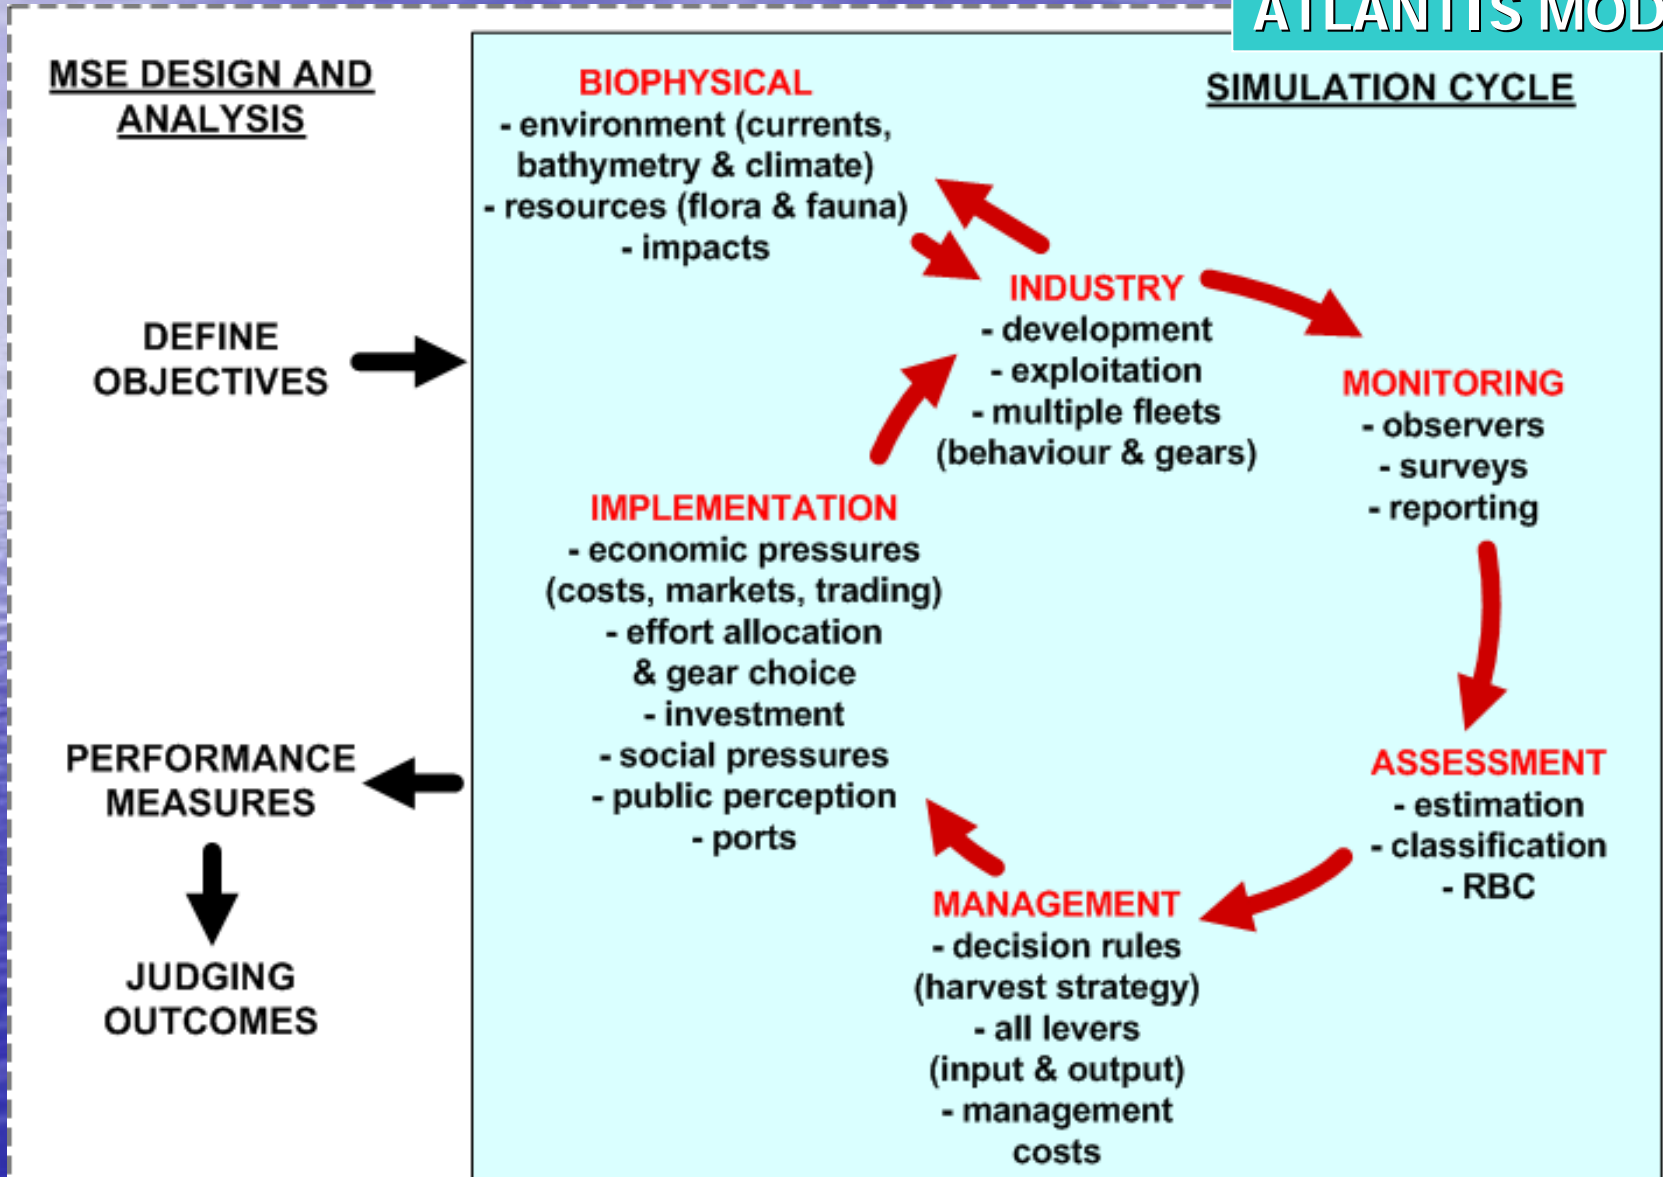 ATLANTIS MOD
MSE DESIGN AND
ANALYSIS
DEFINE
OBJECTIVES
PERFORMANCE
MEASURES
JUDGING
OUTCOMES
SIMULATION CYCLE
BIOPHYSICAL
- environment (currents,
bathymetry & climate)
- resources (flora & fauna)
- impacts
INDUSTRY
- development
- exploitation
- multiple fleets
(behaviour & gears)
MONITORING
- observers
- surveys
- reporting
ASSESSMENT
- estimation
- classification
- RBC
MANAGEMENT
- decision rules
(harvest strategy)
- all levers
(input & output)
- management
costs
IMPLEMENTATION
- economic pressures
(costs, markets, trading)
- effort allocation
& gear choice
- investment
- social pressures
- public perception
- ports